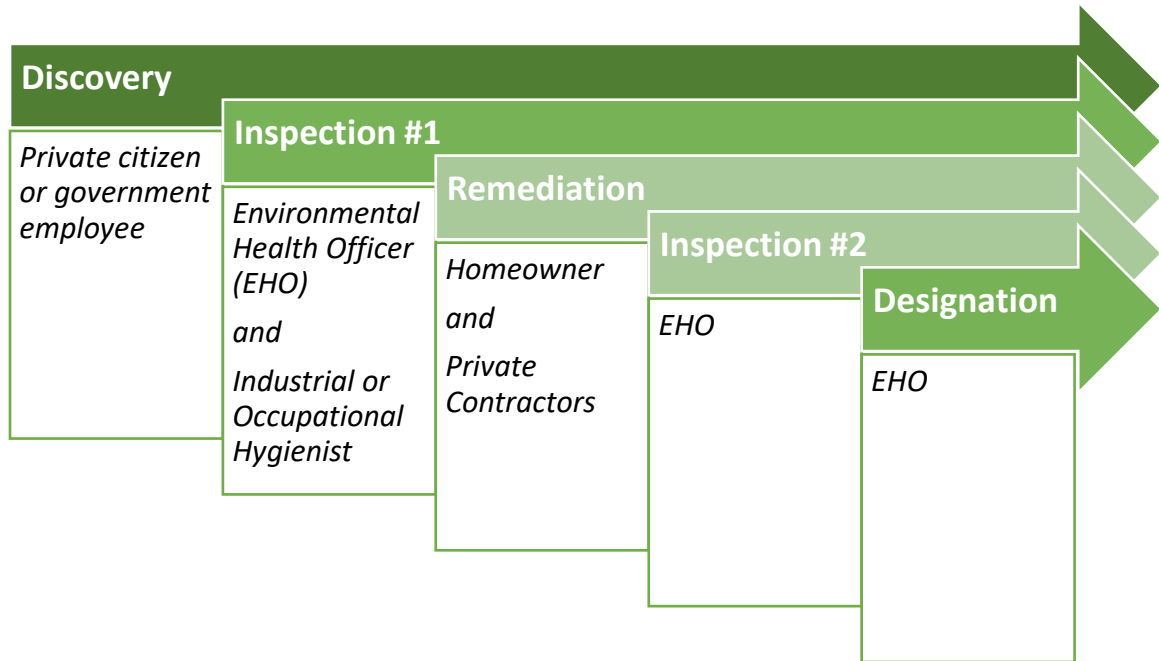 Discovery
Private citizen
or government
employee
Inspection #1
Environmental
Health Officer
(EHO)
and
Industrial or
Occupational
Hygienist
Remediation
Homeowner
and
Private
Contractors
Inspection #2
EHO
Designation
EHO